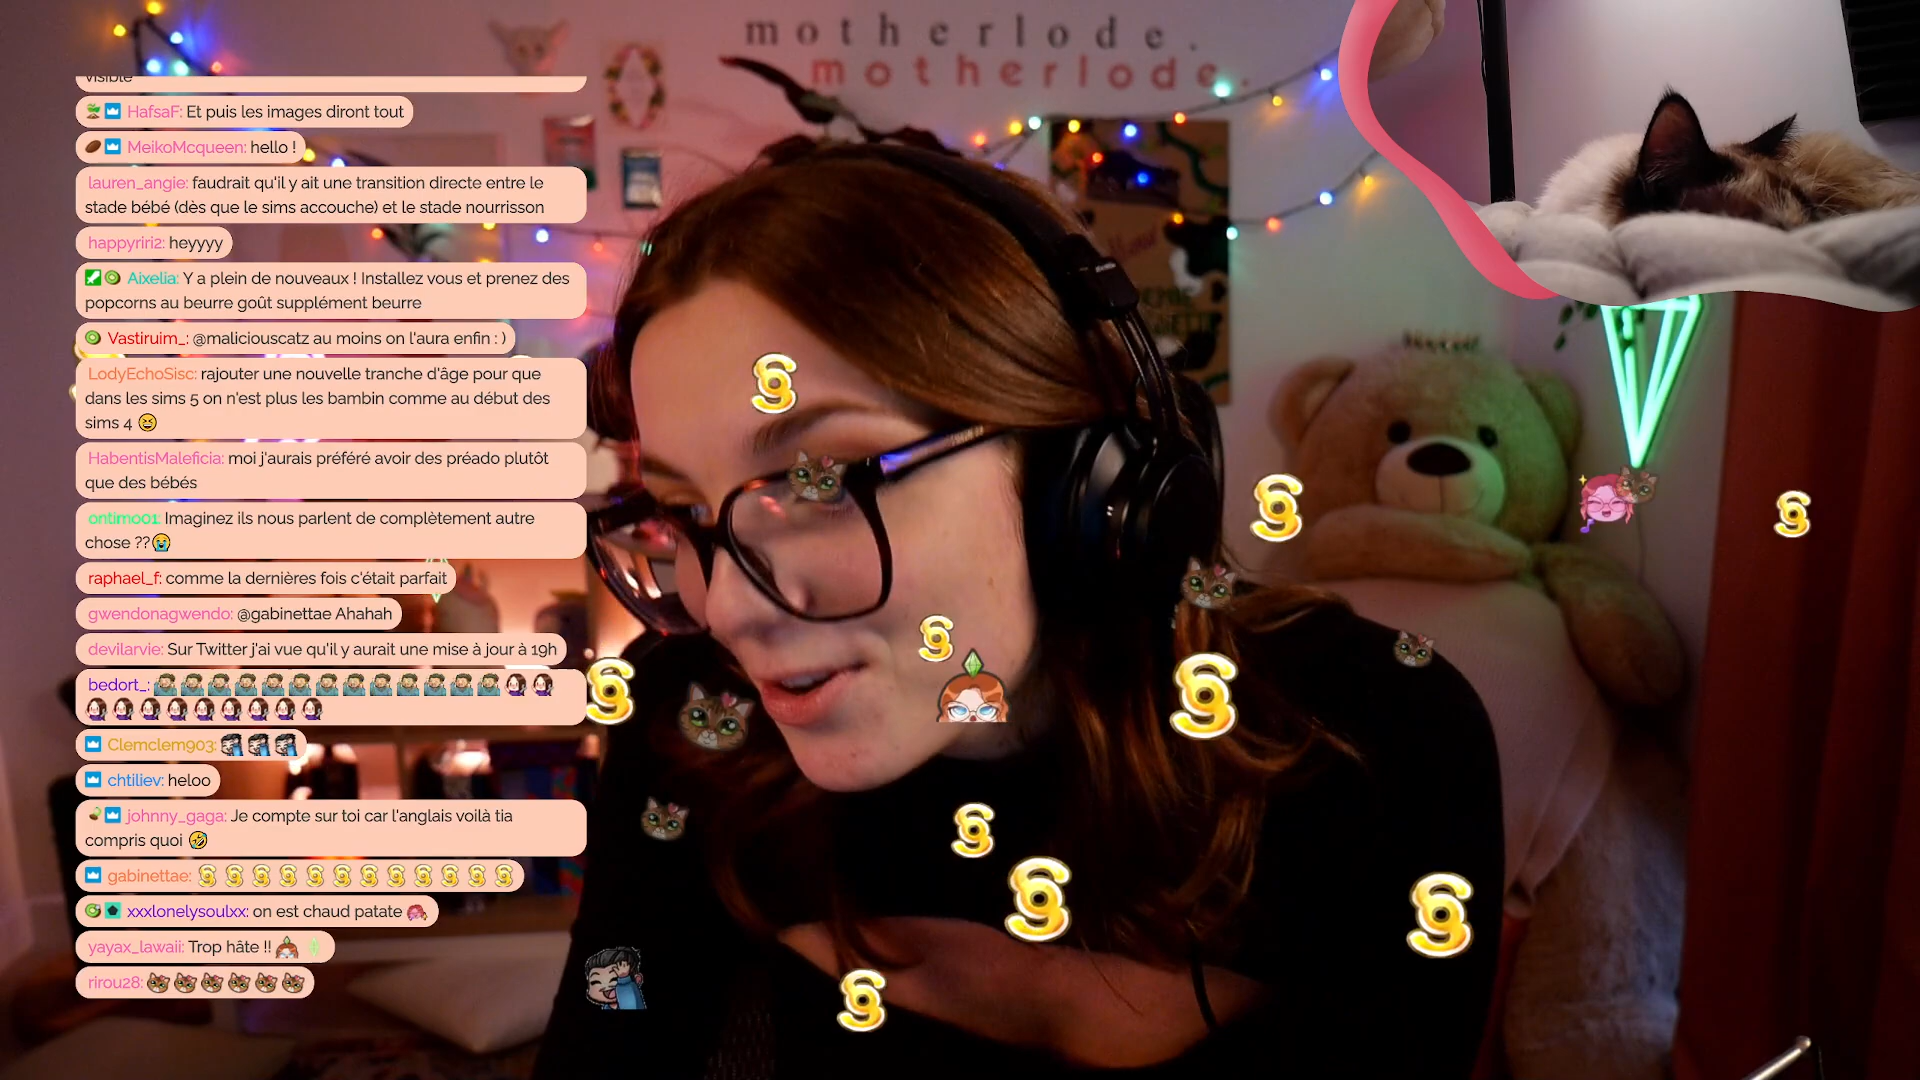 motherlode.
motherlode.
visible
HafsaF: Et puis les images diront tout
MeikoMcqueen: hello !
lauren_angie: faudrait qu'il y ait une transition directe entre le
stade bébé (dès que le sims accouche) et le stade nourrisson
happyriri2: heyyyy
Aixelia: Y a plein de nouveaux ! Installez vous et prenez des
popcorns au beurre goût supplément beurre
Vastiruim_: @maliciouscatz au moins on l'aura enfin : )
LodyEchoSisc: rajouter une nouvelle tranche d'âge pour que
dans les sims 5 on n'est plus les bambin comme au début des
sims 4 😆
HabentisMaleficia: moi j'aurais préféré avoir des préado plutôt
que des bébés
ontimo01: Imaginez ils nous parlent de complètement autre
chose ??😭
raphael_f: comme la dernières fois c'était parfait
gwendonagwendo: @gabinettae Ahahah
devilarvie: Sur Twitter j'ai vue qu'il y aurait une mise à jour à 19h
bedort_:
Clemclem903:
chtiliev: heloo
johnny_gaga: Je compte sur toi car l'anglais voilà tia
compris quoi 🤣
gabinettae:
xxxlonelysoulxx: on est chaud patate
yayax_lawaii: Trop hâte !!
rirou28: